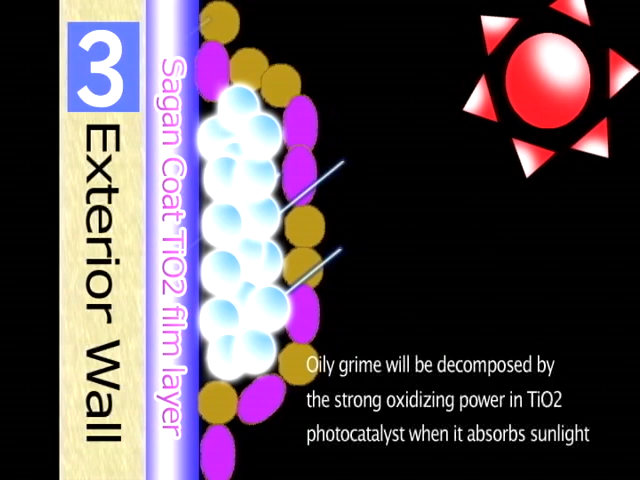 3
Exterior Wall
Sagan Coat TiO2 film layer
Oily grime will be decomposed by
the strong oxidizing power in TiO2
photocatalyst when it absorbs sunlight